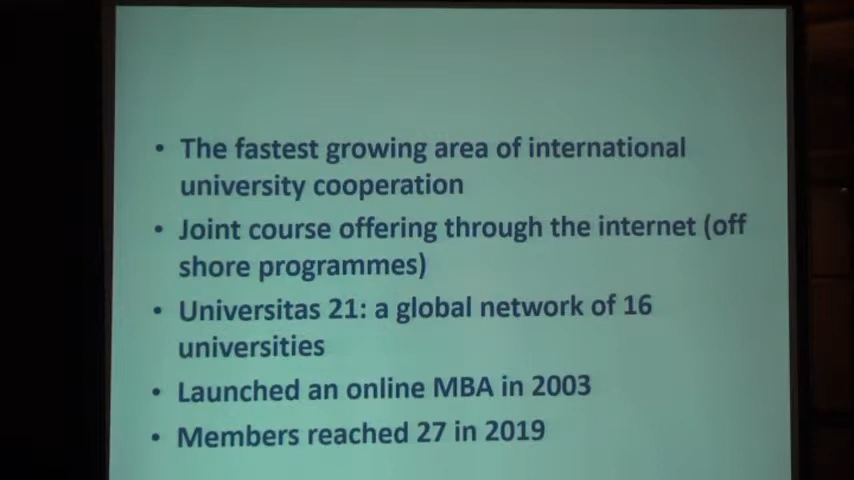 • The fastest growing area of international
university cooperation
• Joint course offering through the internet (off
shore programmes)
• Universitas 21: a global network of 16
universities
• Launched an online MBA in 2003
• Members reached 27 in 2019